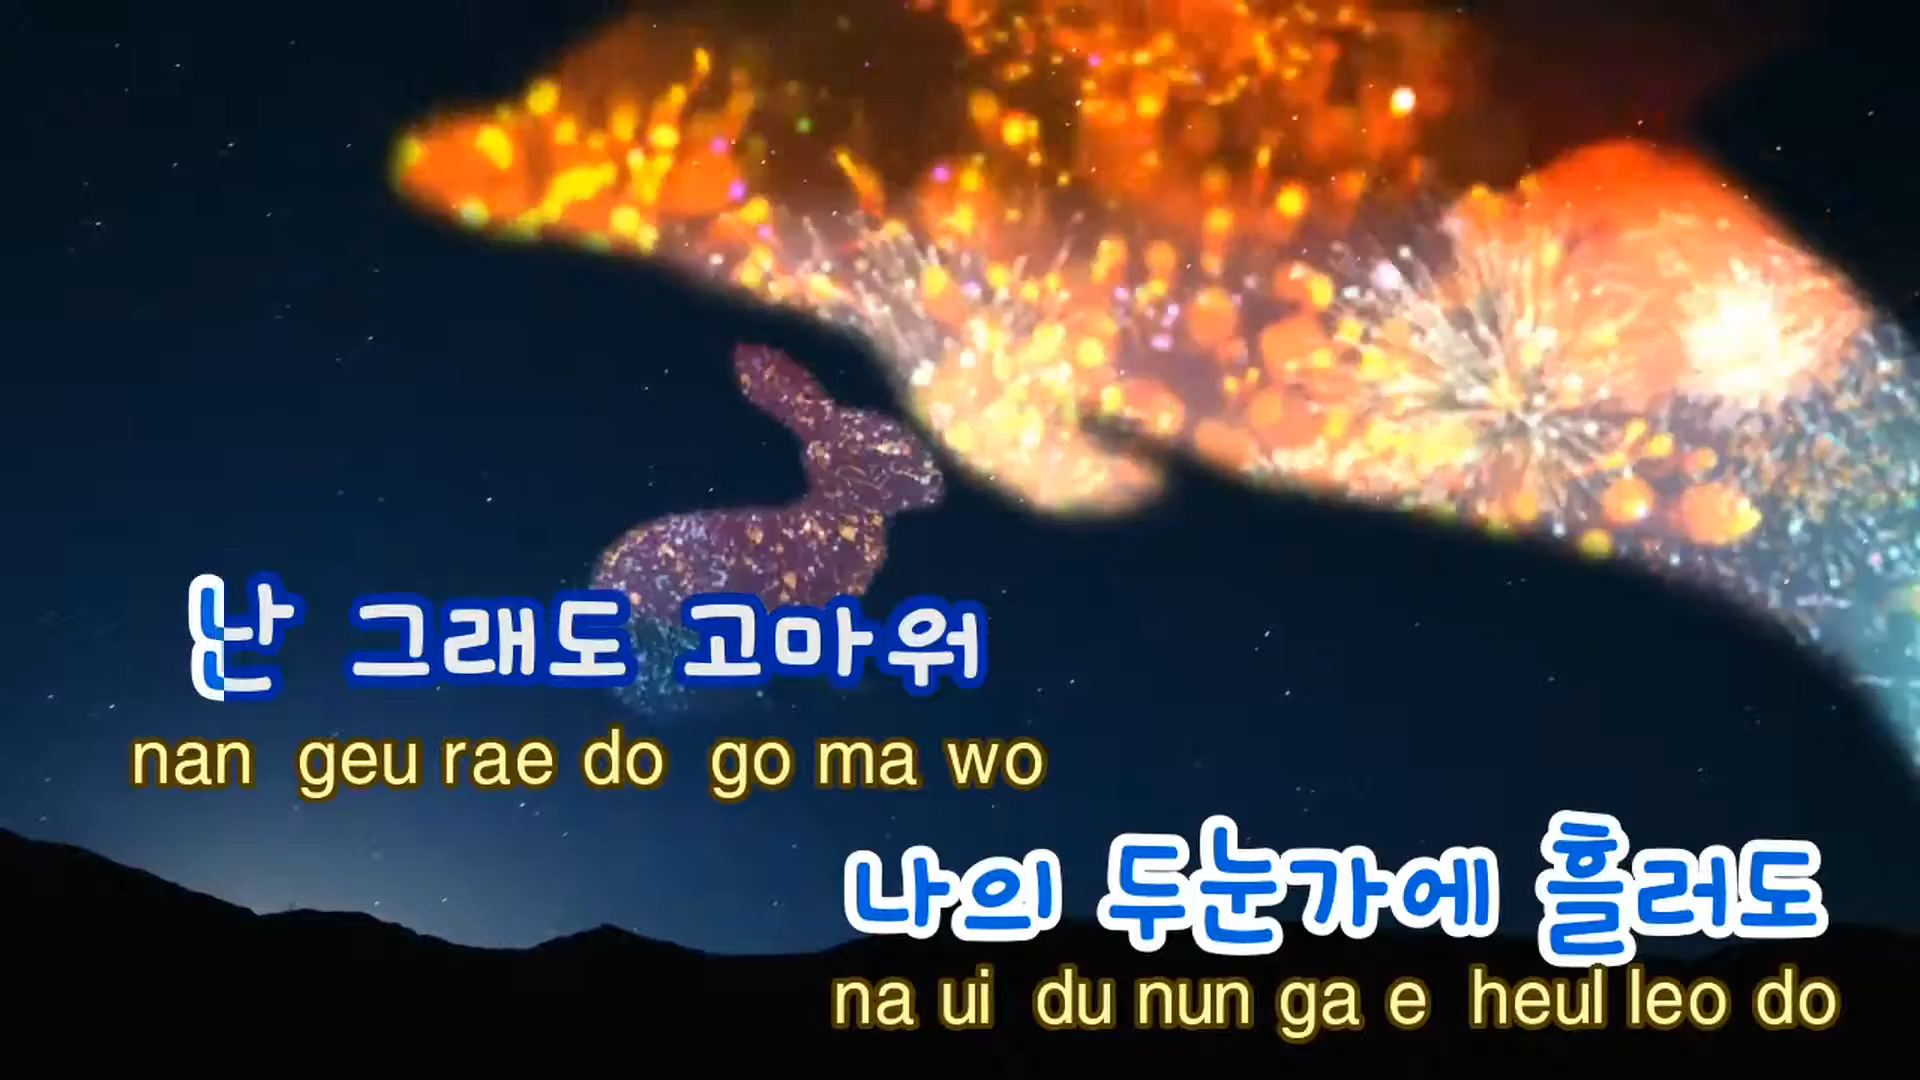 난 그래도 고마워
nan geu rae do go ma wo
나의 두눈가에 흘러도
na ui du nun ga e heul leo do